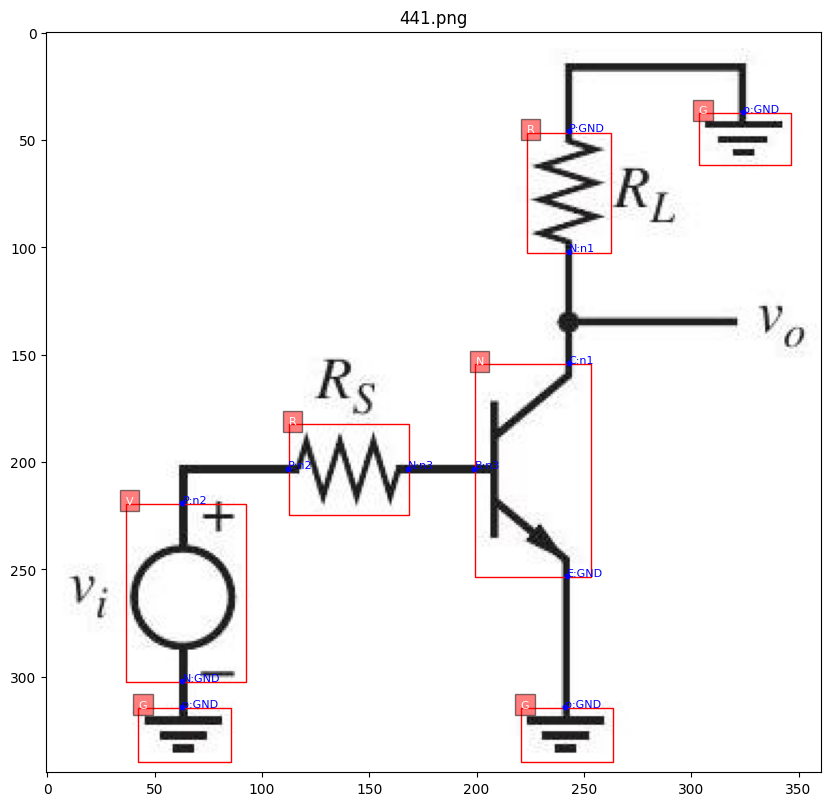 441.png
0
G
p:GND
R
P:GND
50
R_L
100
N:n1
v_o
150
N
C:n1
R_S
R
200
P:n2
N:n3
B:n3
V
P:n2
+
250
E:GND
v_i
300
N:GND
−
G
p:GND
G
p:GND
0
50
100
150
200
250
300
350